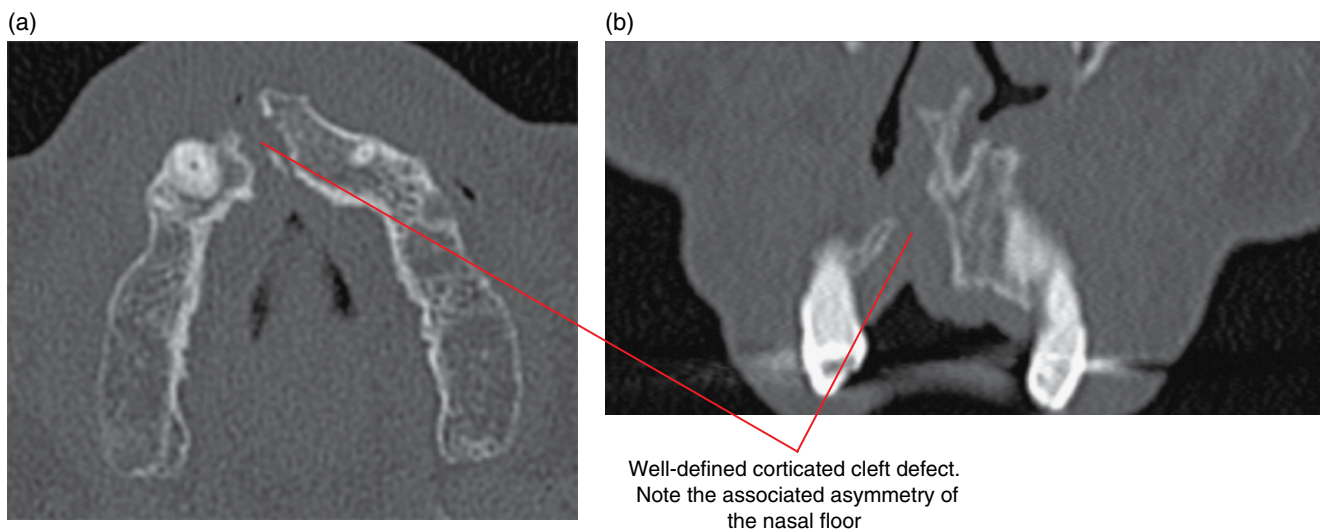 (a)
(b)
Well-defined corticated cleft defect.
Note the associated asymmetry of
the nasal floor